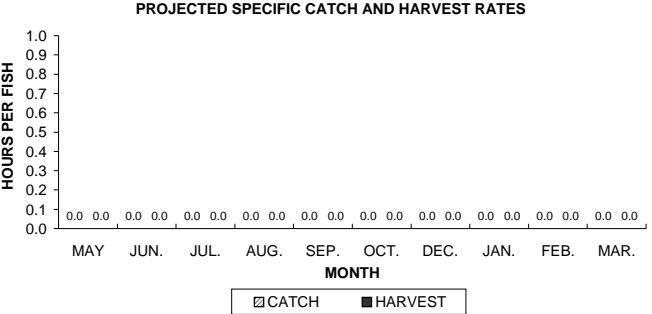 PROJECTED SPECIFIC CATCH AND HARVEST RATES
HOURS PER FISH
1.0
0.9
0.8
0.7
0.6
0.5
0.4
0.3
0.2
0.1
0.0
0.0 0.0 0.0 0.0 0.0 0.0 0.0 0.0 0.0 0.0 0.0 0.0 0.0 0.0 0.0 0.0 0.0 0.0 0.0 0.0
MAY JUN. JUL. AUG. SEP. OCT. DEC. JAN. FEB. MAR.
MONTH
CATCH HARVEST